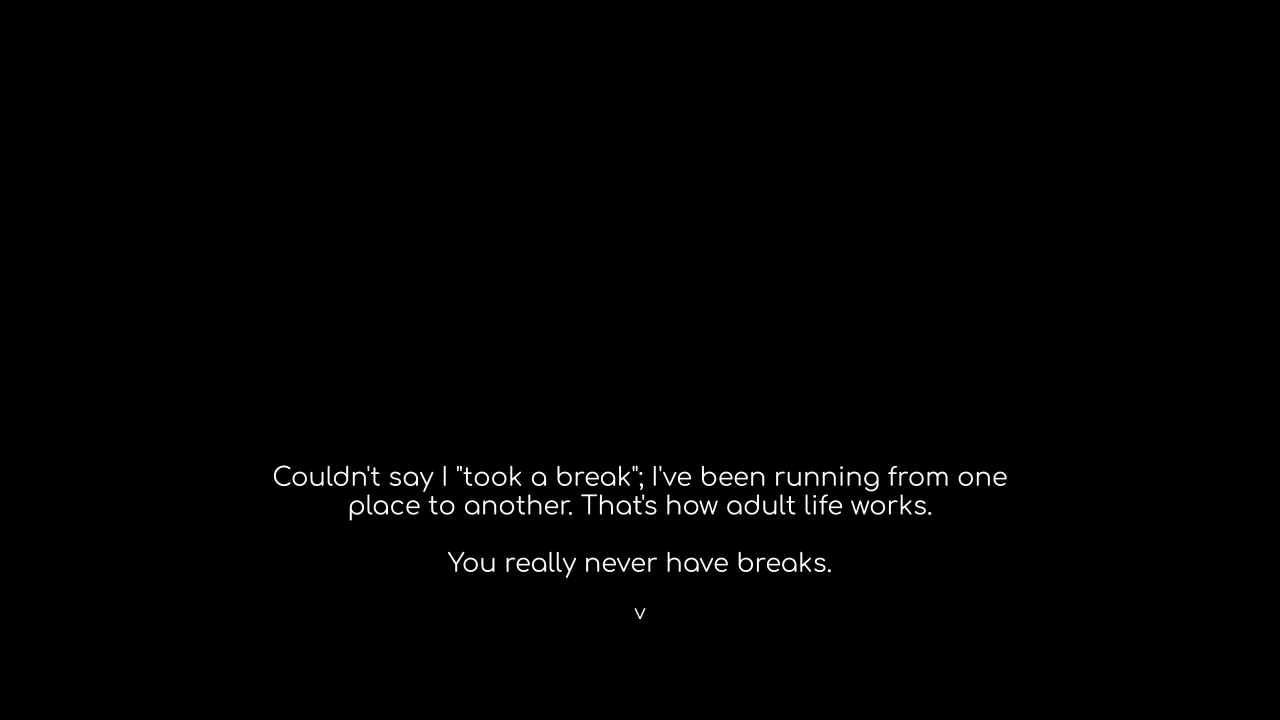 Couldn't say I "took a break"; I've been running from one
place to another. That's how adult life works.
You really never have breaks.
v